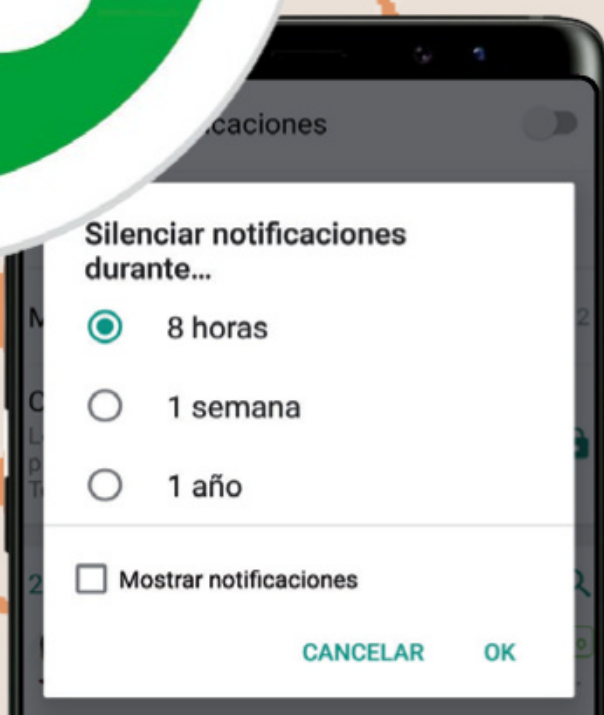 caciones
Silenciar notificaciones
durante...
8 horas
1 semana
1 año
Mostrar notificaciones
CANCELAR OK